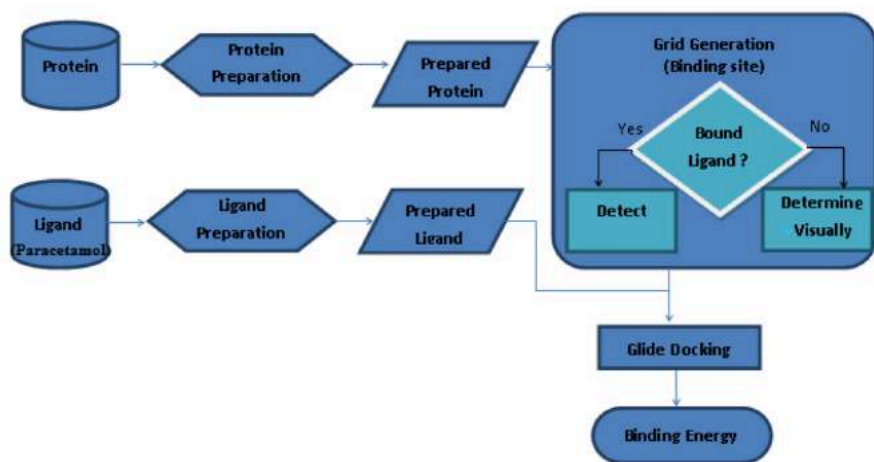 Protein
Protein
Preparation
Prepared
Protein
Grid Generation
(Binding site)
Yes
Bound
Ligand ?
No
Detect
Determine
Visually
Ligand
(Paracetamol)
Ligand
Preparation
Prepared
Ligand
Glide Docking
Binding Energy